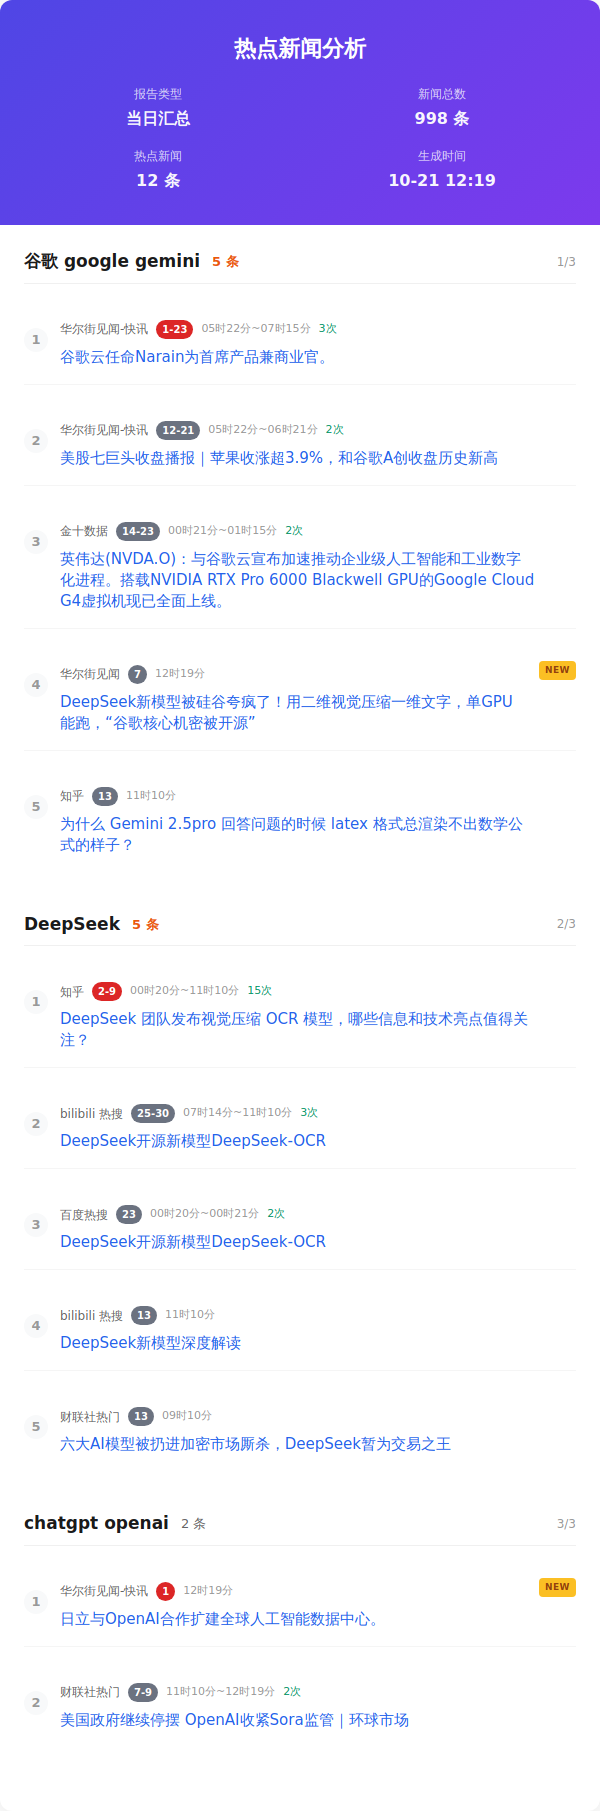 热点新闻分析
报告类型
新闻总数
当日汇总
998 条
热点新闻
生成时间
12 条
10-21 12:19
谷歌 google gemini 5 条 1/3
1 华尔街见闻-快讯 1-23 05时22分~07时15分 3次
谷歌云任命Narain为首席产品兼商业官。
2 华尔街见闻-快讯 12-21 05时22分~06时21分 2次
美股七巨头收盘播报｜苹果收涨超3.9%，和谷歌A创收盘历史新高
3 金十数据 14-23 00时21分~01时15分 2次
英伟达(NVDA.O)：与谷歌云宣布加速推动企业级人工智能和工业数字
化进程。搭载NVIDIA RTX Pro 6000 Blackwell GPU的Google Cloud
G4虚拟机现已全面上线。
4 华尔街见闻 7 12时19分 NEW
DeepSeek新模型被硅谷夸疯了！用二维视觉压缩一维文字，单GPU
能跑，“谷歌核心机密被开源”
5 知乎 13 11时10分
为什么 Gemini 2.5pro 回答问题的时候 latex 格式总渲染不出数学公
式的样子？
DeepSeek 5 条 2/3
1 知乎 2-9 00时20分~11时10分 15次
DeepSeek 团队发布视觉压缩 OCR 模型，哪些信息和技术亮点值得关
注？
2 bilibili 热搜 25-30 07时14分~11时10分 3次
DeepSeek开源新模型DeepSeek-OCR
3 百度热搜 23 00时20分~00时21分 2次
DeepSeek开源新模型DeepSeek-OCR
4 bilibili 热搜 13 11时10分
DeepSeek新模型深度解读
5 财联社热门 13 09时10分
六大AI模型被扔进加密市场厮杀，DeepSeek暂为交易之王
chatgpt openai 2 条 3/3
1 华尔街见闻-快讯 1 12时19分 NEW
日立与OpenAI合作扩建全球人工智能数据中心。
2 财联社热门 7-9 11时10分~12时19分 2次
美国政府继续停摆 OpenAI收紧Sora监管｜环球市场